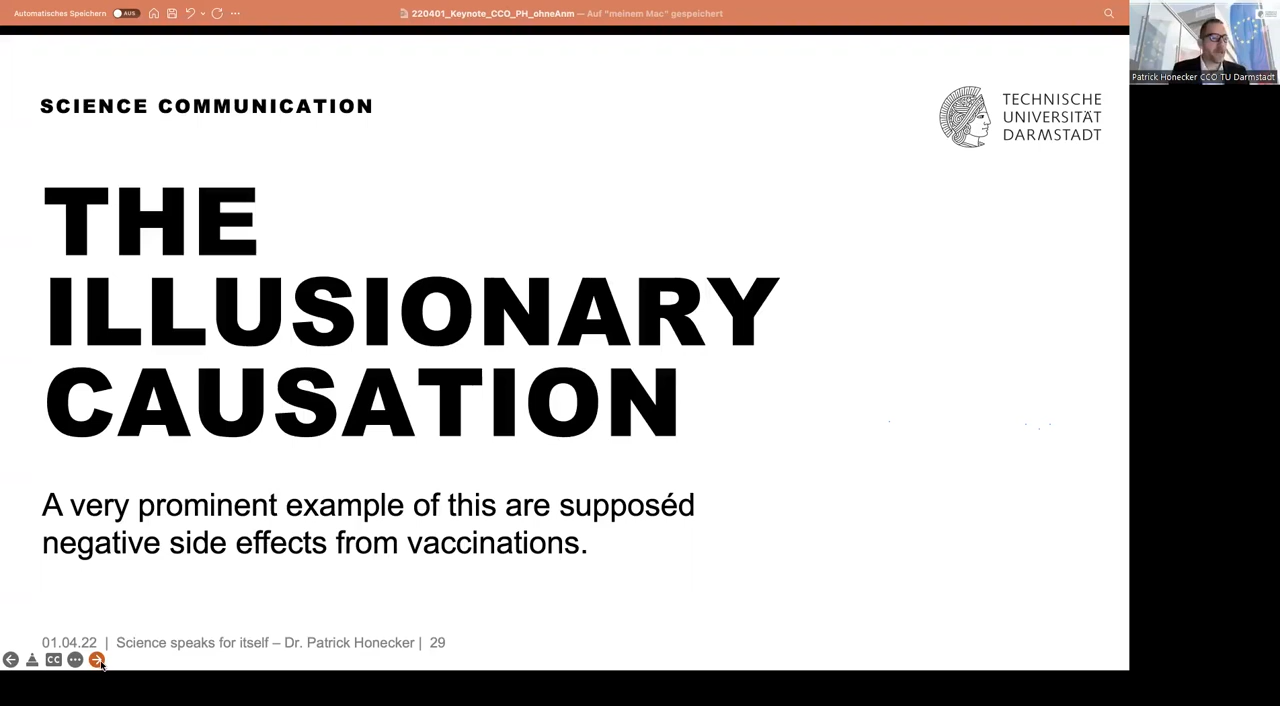 Automatisches Speichern AUS
220401_Keynote_CCO_PH_ohneAnm — Auf "meinem Mac" gespeichert
Patrick Honecker CCO TU Darmstadt
SCIENCE COMMUNICATION
TECHNISCHE
UNIVERSITÄT
DARMSTADT
THE
ILLUSIONARY
CAUSATION
A very prominent example of this are supposéd
negative side effects from vaccinations.
01.04.22 | Science speaks for itself – Dr. Patrick Honecker | 29
CC